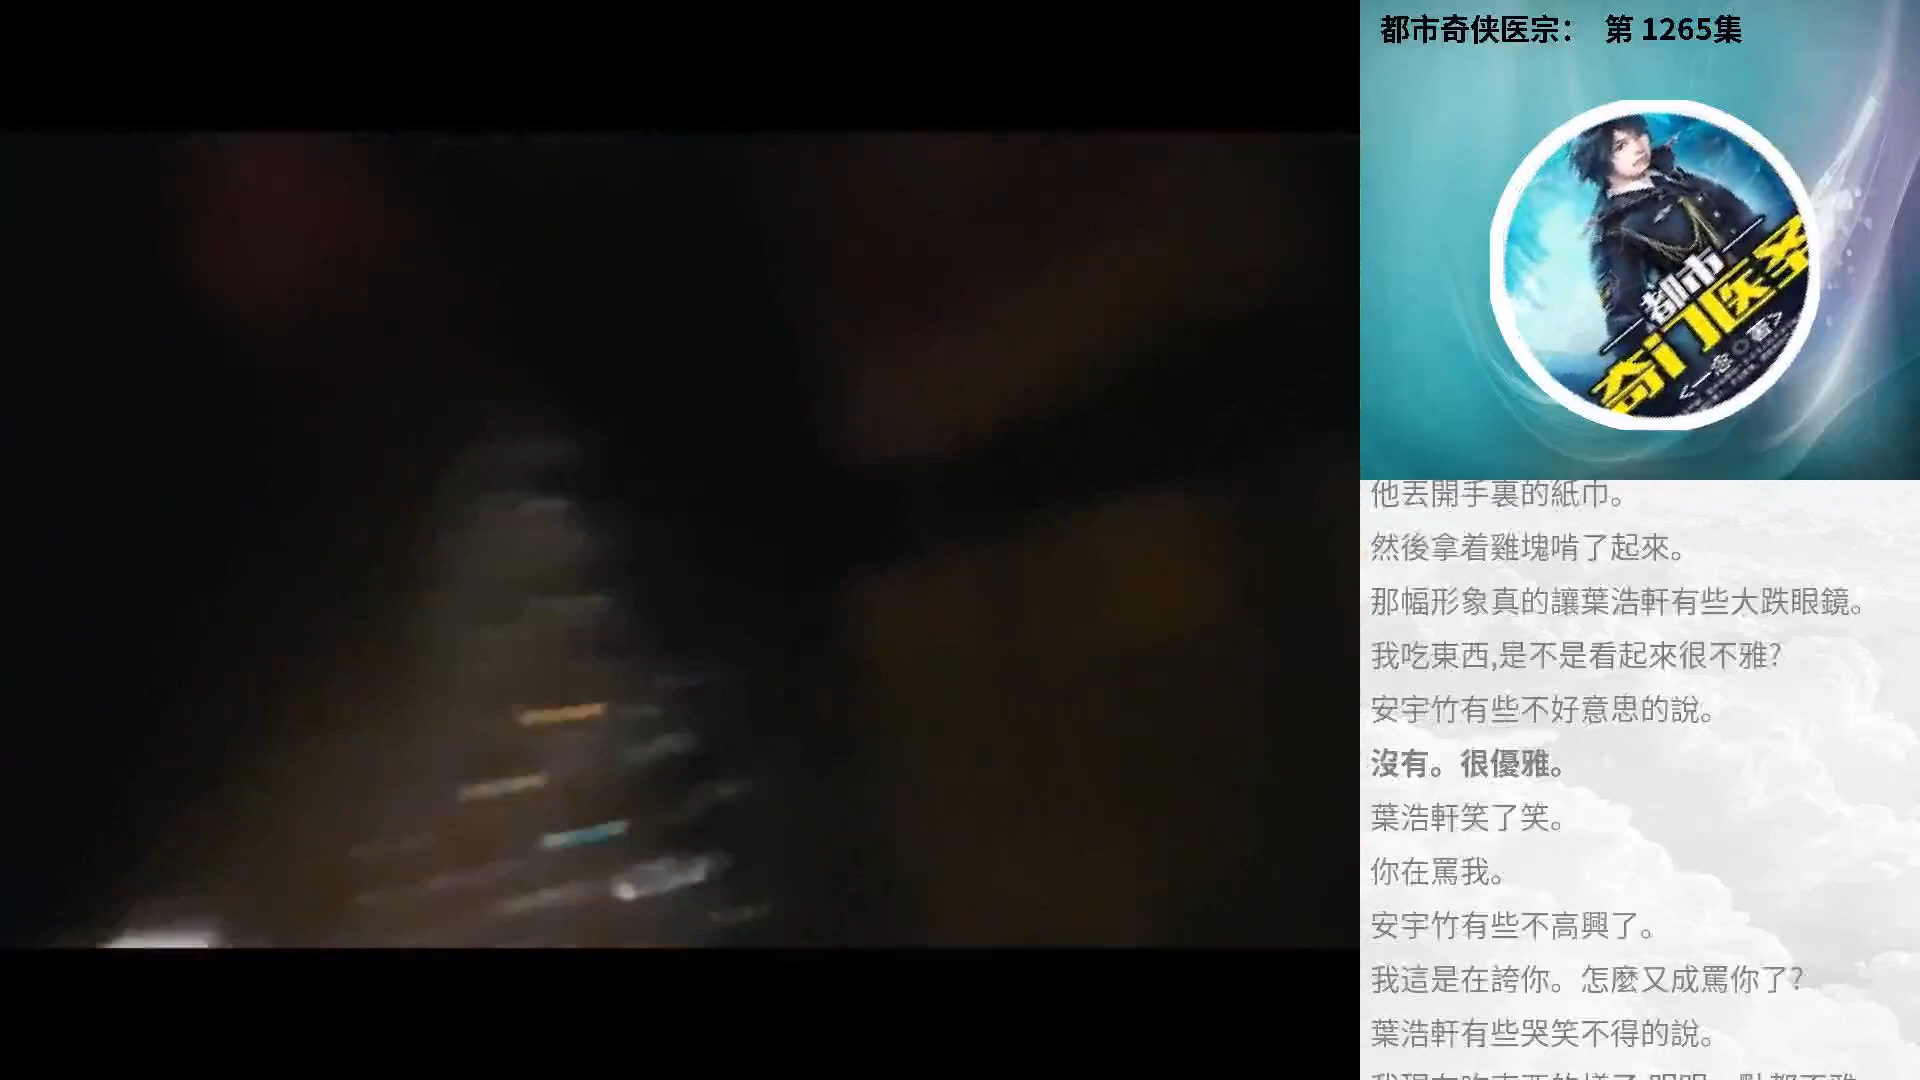 都市奇侠医宗： 第 1265集
都市
奇门医圣
<一念〇 著>
他丟開手裏的紙巾。
然後拿着雞塊啃了起來。
那幅形象真的讓葉浩軒有些大跌眼鏡。
我吃東西,是不是看起來很不雅?
安宇竹有些不好意思的說。
沒有。很優雅。
葉浩軒笑了笑。
你在罵我。
安宇竹有些不高興了。
我這是在誇你。怎麼又成罵你了?
葉浩軒有些哭笑不得的說。